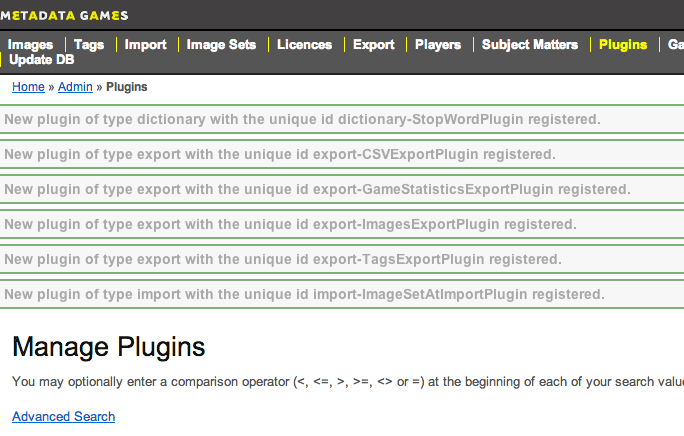 METADATA GAMES
Images Tags Import Image Sets Licences Export Players Subject Matters Plugins Ga
Update DB
Home » Admin » Plugins
New plugin of type dictionary with the unique id dictionary-StopWordPlugin registered.
New plugin of type export with the unique id export-CSVExportPlugin registered.
New plugin of type export with the unique id export-GameStatisticsExportPlugin registered.
New plugin of type export with the unique id export-ImagesExportPlugin registered.
New plugin of type export with the unique id export-TagsExportPlugin registered.
New plugin of type import with the unique id import-ImageSetAtImportPlugin registered.
Manage Plugins
You may optionally enter a comparison operator (<, <=, >, >=, <> or =) at the beginning of each of your search value
Advanced Search